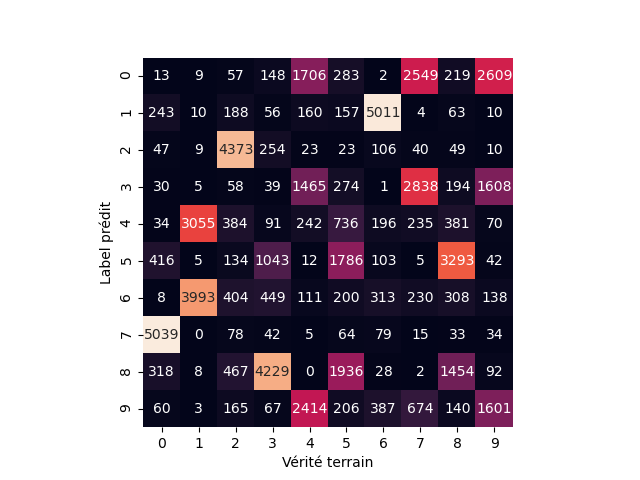 0 13 9 57 148 1706 283 2 2549 219 2609
1 243 10 188 56 160 157 5011 4 63 10
2 47 9 4373 254 23 23 106 40 49 10
3 30 5 58 39 1465 274 1 2838 194 1608
4 34 3055 384 91 242 736 196 235 381 70
5 416 5 134 1043 12 1786 103 5 3293 42
6 8 3993 404 449 111 200 313 230 308 138
7 5039 0 78 42 5 64 79 15 33 34
8 318 8 467 4229 0 1936 28 2 1454 92
9 60 3 165 67 2414 206 387 674 140 1601
0 1 2 3 4 5 6 7 8 9
Label prédit
Vérité terrain